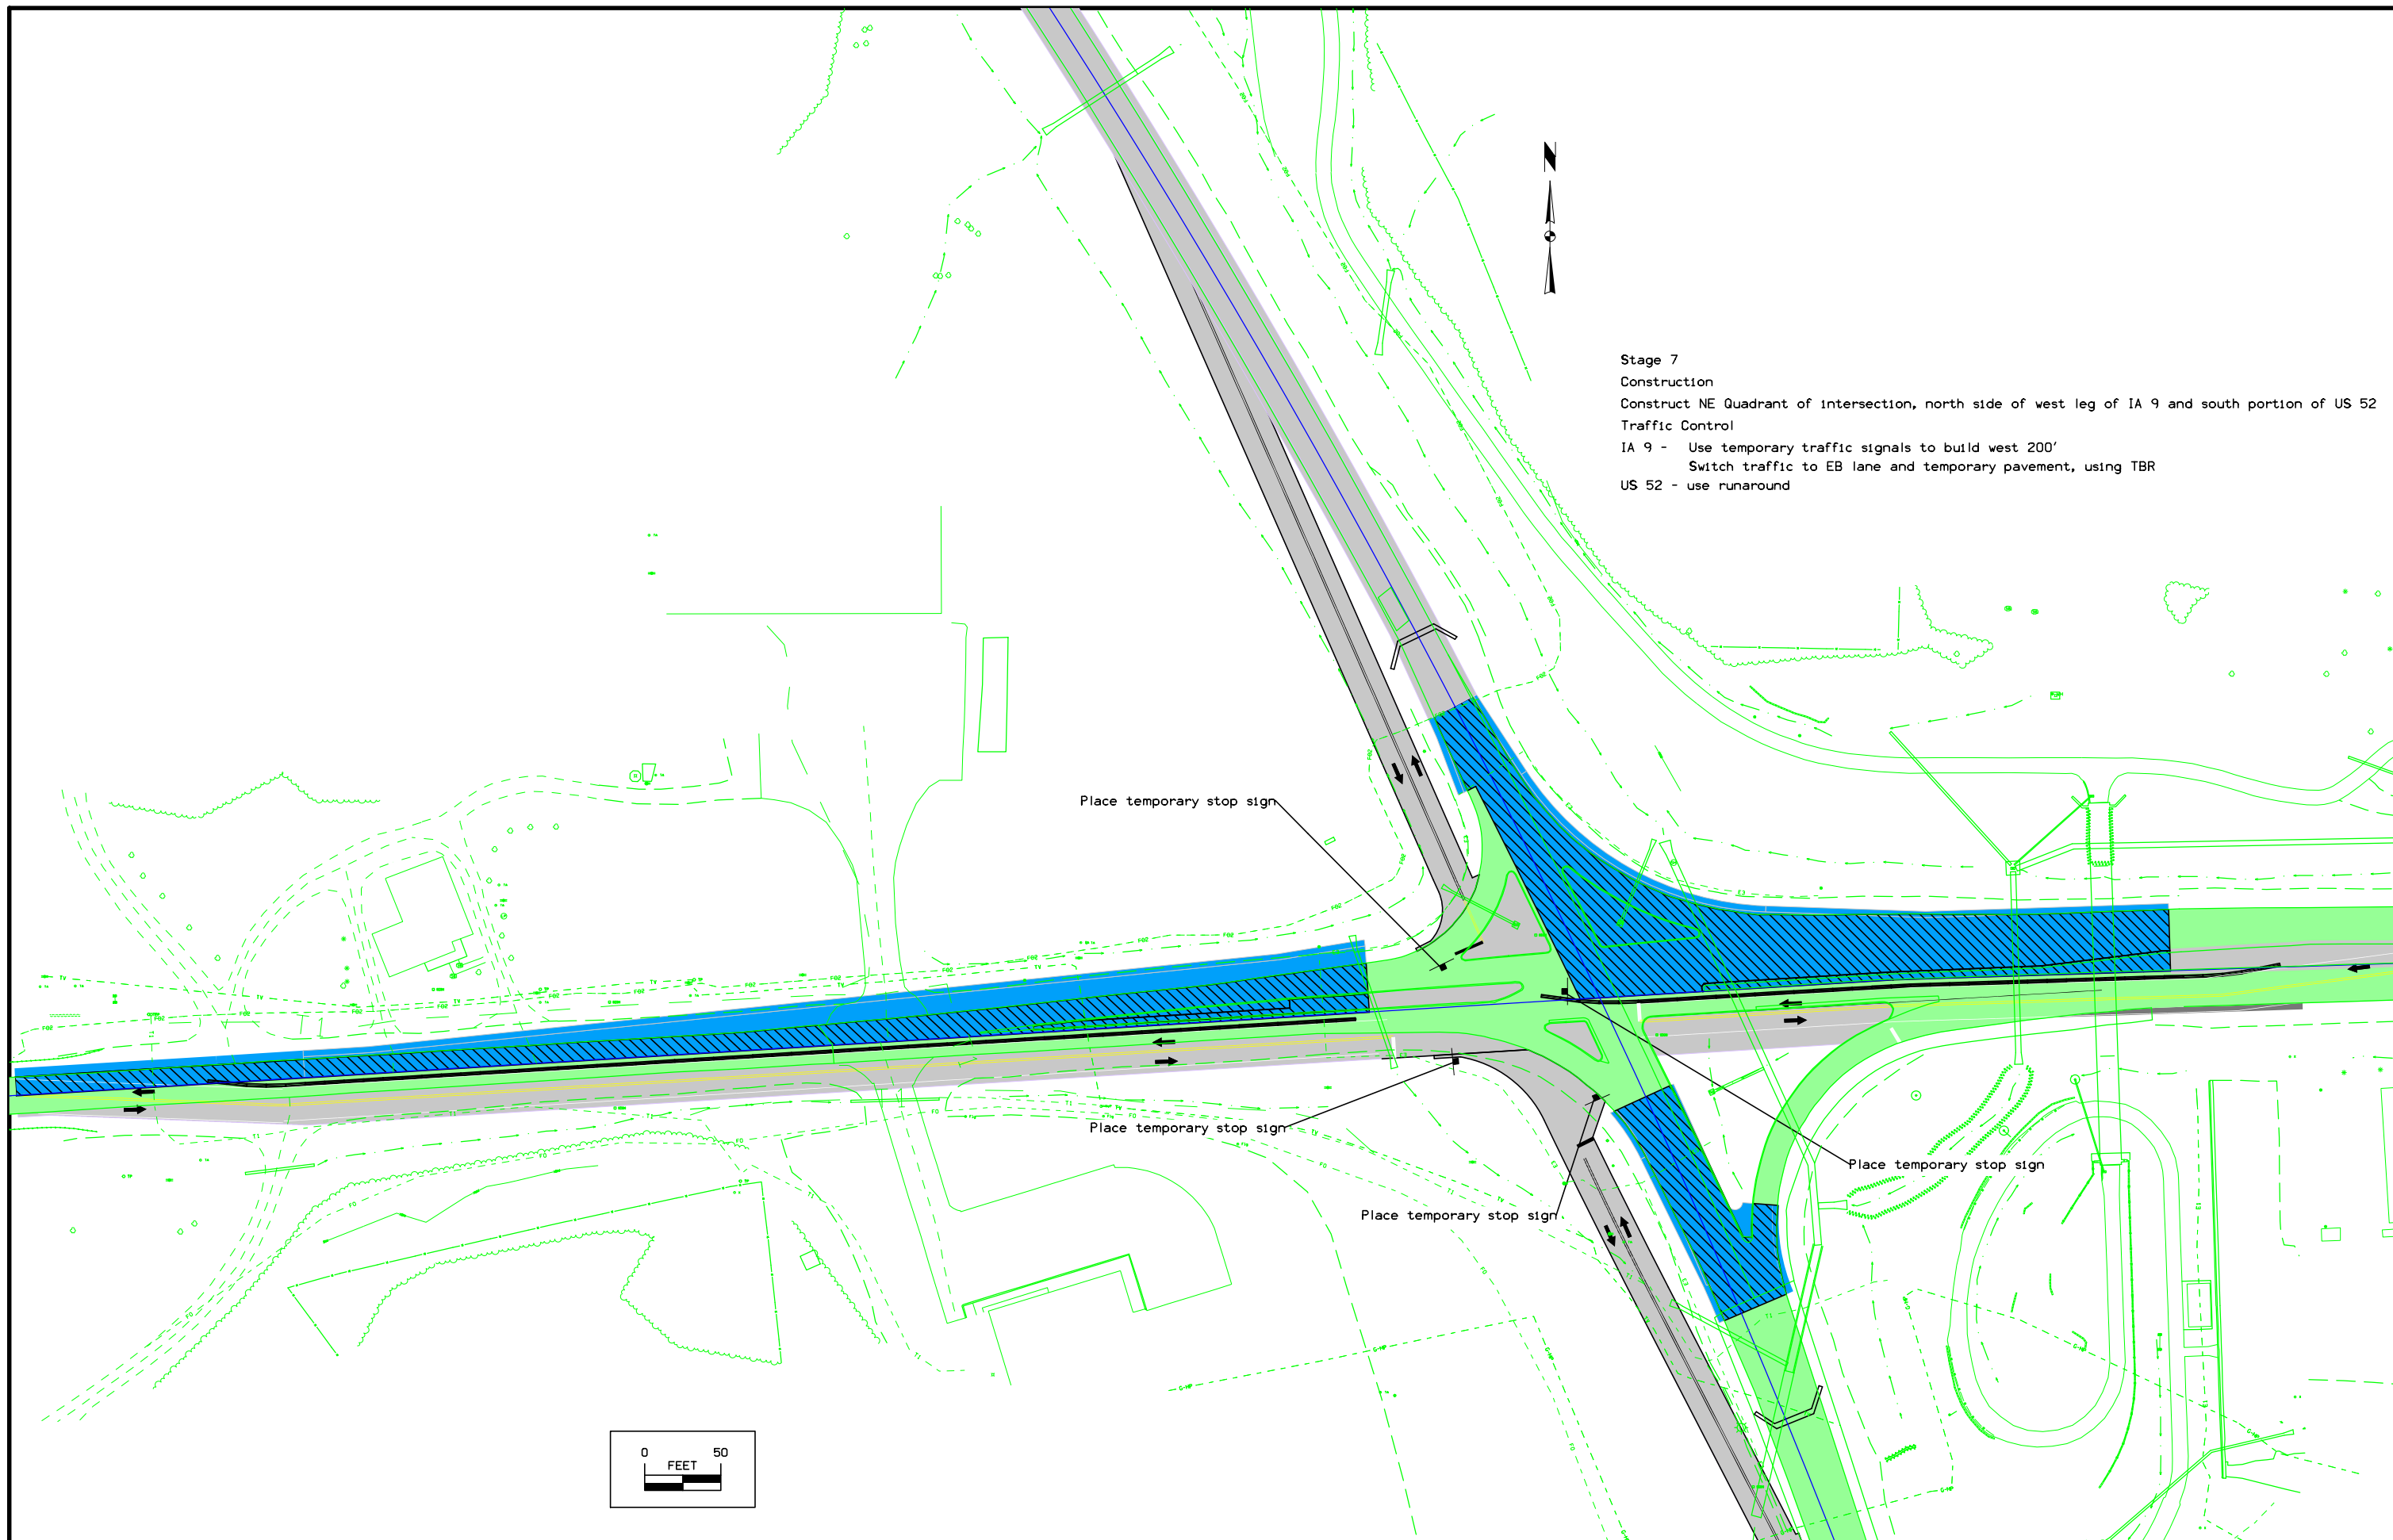 N
Stage 7
Construction
Construct NE Quadrant of intersection, north side of west leg of IA 9 and south portion of US 52
Traffic Control
IA 9 - Use temporary traffic signals to build west 200'
Switch traffic to EB lane and temporary pavement, using TBR
US 52 - use runaround
Place temporary stop sign
Place temporary stop sign
Place temporary stop sign
Place temporary stop sign
0 50
FEET